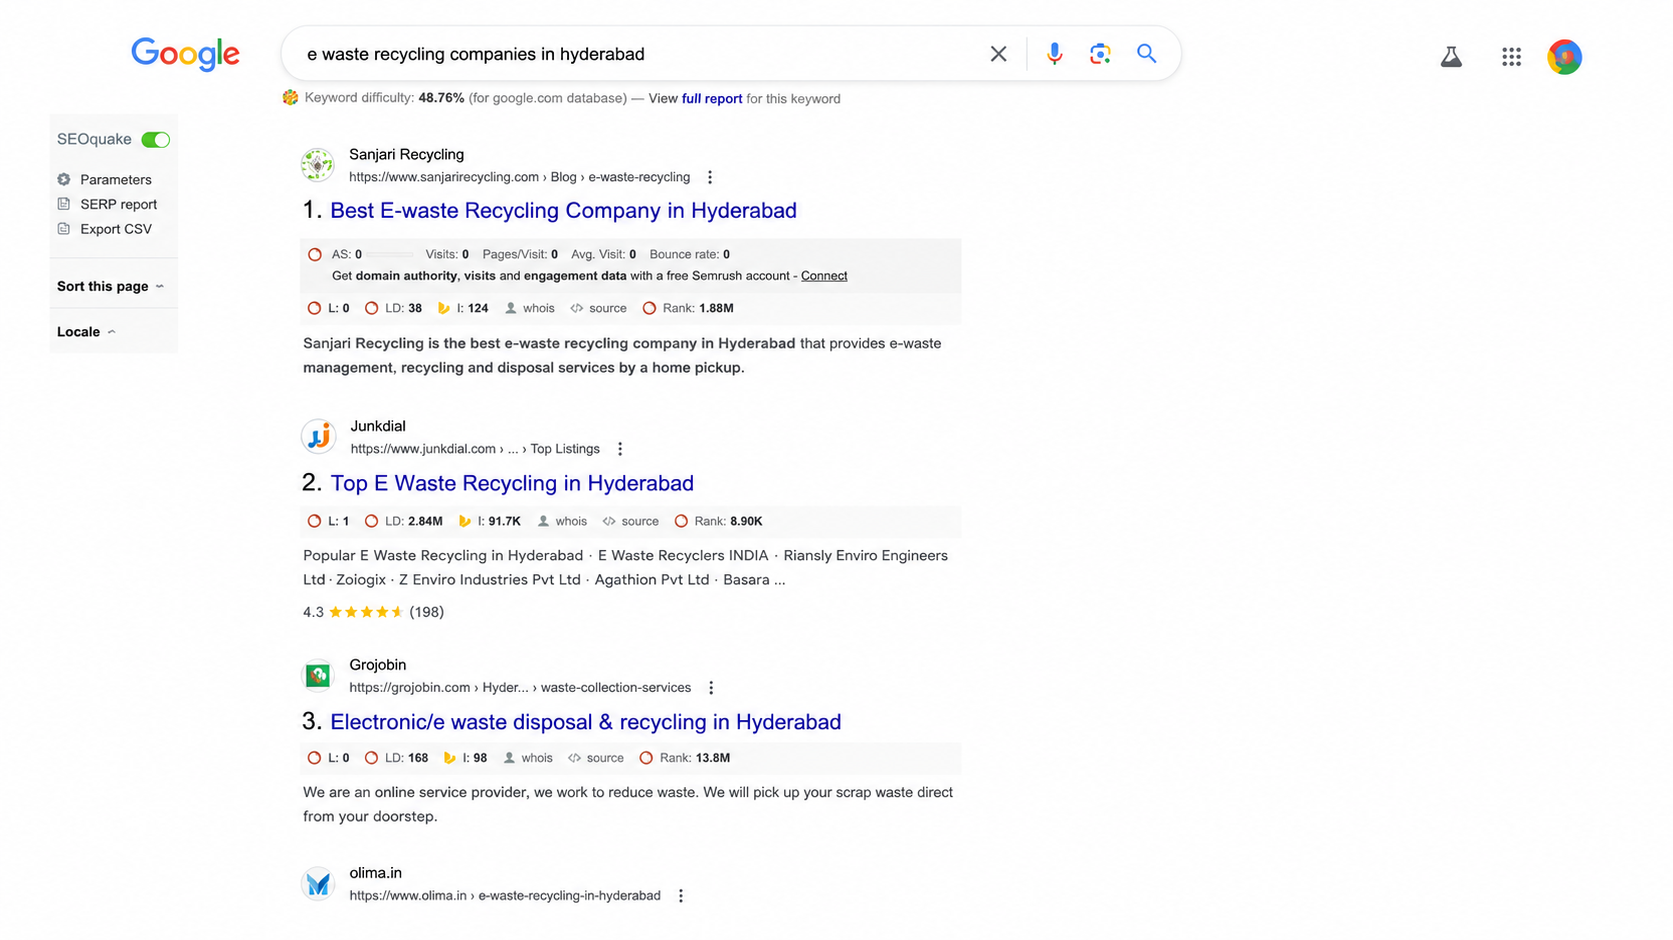 Google
e waste recycling companies in hyderabad
Keyword difficulty: 48.76% (for google.com database) — View full report for this keyword
SEOquake
Parameters
SERP report
Export CSV
Sort this page
Locale
Sanjari Recycling
https://www.sanjarirecycling.com › Blog › e-waste-recycling
1. Best E-waste Recycling Company in Hyderabad
AS: 0 Visits: 0 Pages/Visit: 0 Avg. Visit: 0 Bounce rate: 0
Get domain authority, visits and engagement data with a free Semrush account - Connect
L: 0 LD: 38 I: 124 whois </> source Rank: 1.88M
Sanjari Recycling is the best e-waste recycling company in Hyderabad that provides e-waste
management, recycling and disposal services by a home pickup.
Junkdial
https://www.junkdial.com › ... › Top Listings
2. Top E Waste Recycling in Hyderabad
L: 1 LD: 2.84M I: 91.7K whois </> source Rank: 8.90K
Popular E Waste Recycling in Hyderabad · E Waste Recyclers INDIA · Riansly Enviro Engineers
Ltd · Zoiogix · Z Enviro Industries Pvt Ltd · Agathion Pvt Ltd · Basara ...
4.3 (198)
Grojobin
https://grojobin.com › Hyder... › waste-collection-services
3. Electronic/e waste disposal & recycling in Hyderabad
L: 0 LD: 168 I: 98 whois </> source Rank: 13.8M
We are an online service provider, we work to reduce waste. We will pick up your scrap waste direct
from your doorstep.
olima.in
https://www.olima.in › e-waste-recycling-in-hyderabad